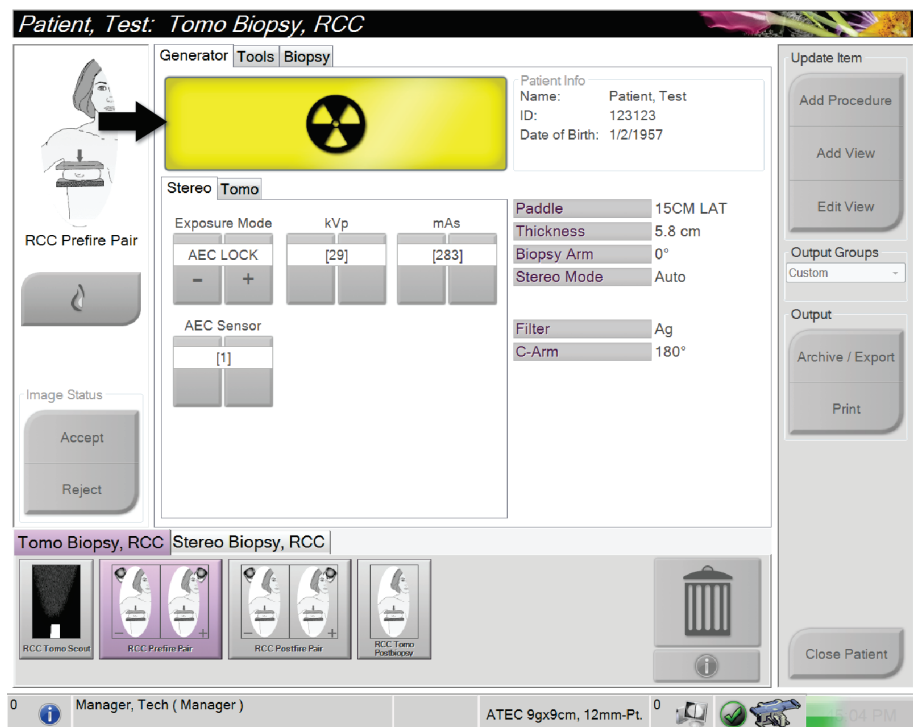 Patient, Test: Tomo Biopsy, RCC
Generator Tools Biopsy
Update Item
Patient Info
Name: Patient, Test
ID: 123123
Date of Birth: 1/2/1957
Add Procedure
Add View
Edit View
RCC Prefire Pair
Stereo Tomo
Exposure Mode kVp mAs
AEC LOCK [29] [283]
- +
AEC Sensor
[1]
Paddle 15CM LAT
Thickness 5.8 cm
Biopsy Arm 0°
Stereo Mode Auto
Filter Ag
C-Arm 180°
Output Groups
Custom
Output
Archive / Export
Print
Image Status
Accept
Reject
Tomo Biopsy, RCC Stereo Biopsy, RCC
- + - +
RCC Tomo Scout RCC Prefire Pair RCC Postfire Pair RCC Tomo
Postbiopsy
Close Patient
0 i Manager, Tech ( Manager ) ATEC 9gx9cm, 12mm-Pt. 0 5:04 PM